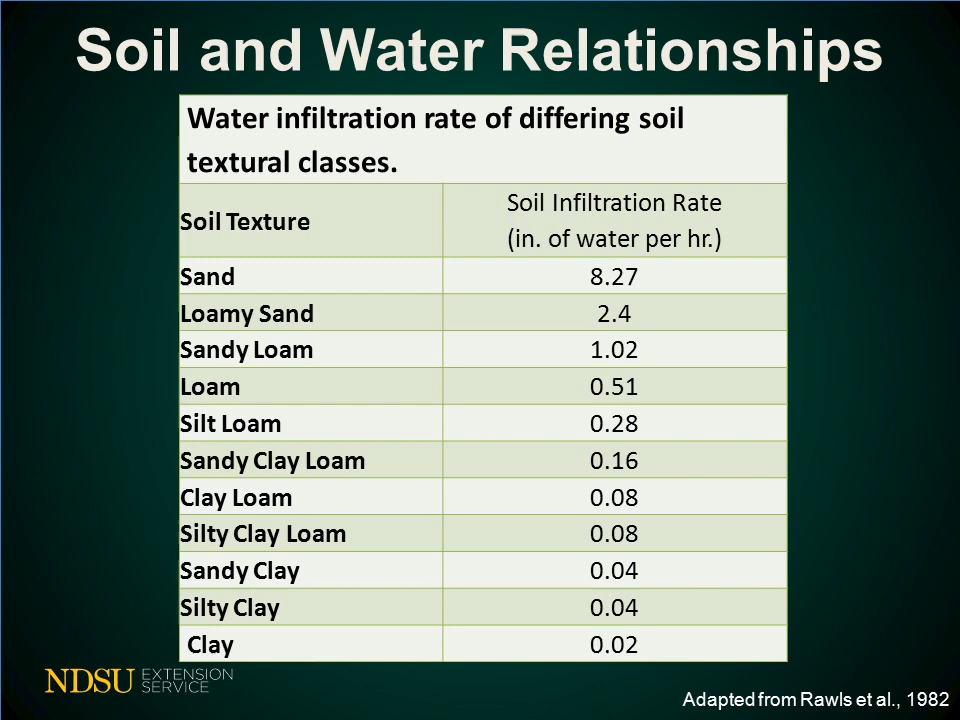 Soil and Water Relationships
Water infiltration rate of differing soil
textural classes.
Soil Texture
Soil Infiltration Rate
(in. of water per hr.)
Sand 8.27
Loamy Sand 2.4
Sandy Loam 1.02
Loam 0.51
Silt Loam 0.28
Sandy Clay Loam 0.16
Clay Loam 0.08
Silty Clay Loam 0.08
Sandy Clay 0.04
Silty Clay 0.04
Clay 0.02
NDSU EXTENSION
SERVICE
Adapted from Rawls et al., 1982